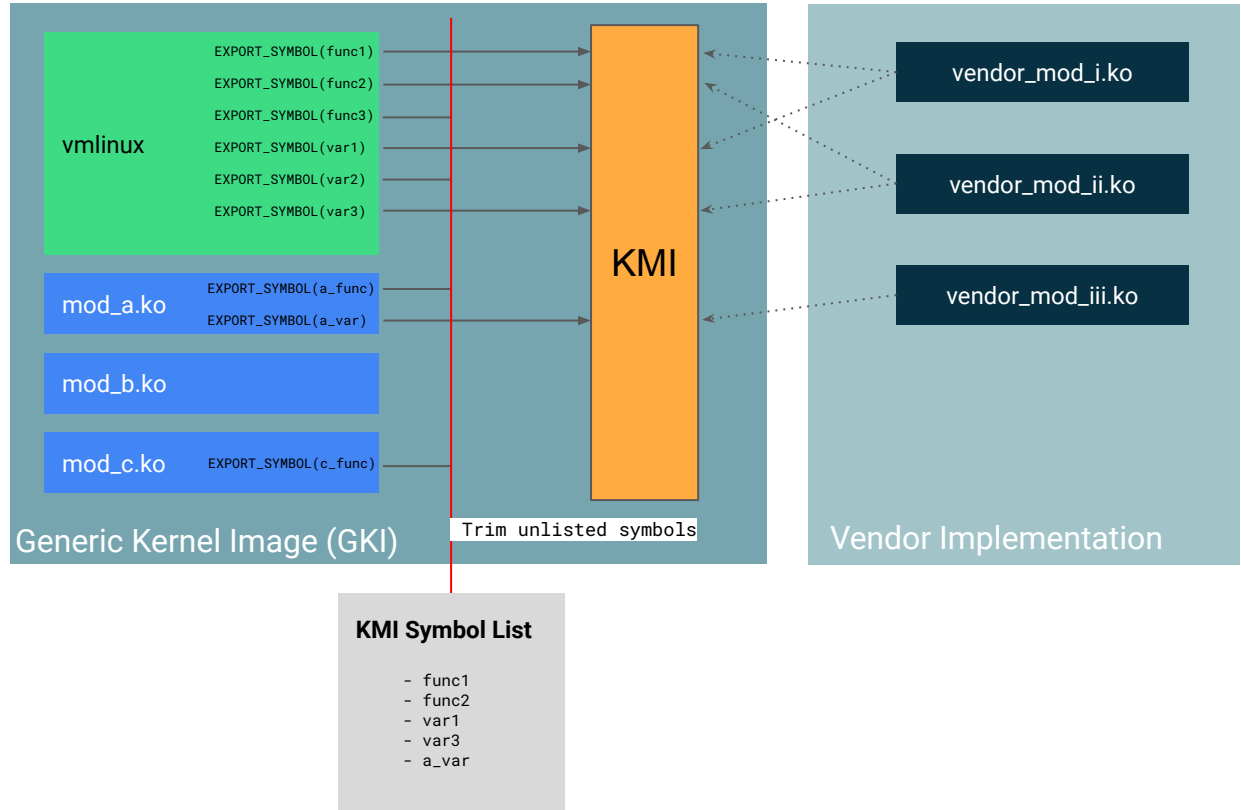 vmlinux
EXPORT_SYMBOL(func1)
EXPORT_SYMBOL(func2)
EXPORT_SYMBOL(func3)
EXPORT_SYMBOL(var1)
EXPORT_SYMBOL(var2)
EXPORT_SYMBOL(var3)
mod_a.ko
EXPORT_SYMBOL(a_func)
EXPORT_SYMBOL(a_var)
mod_b.ko
mod_c.ko
EXPORT_SYMBOL(c_func)
Generic Kernel Image (GKI)
Trim unlisted symbols
KMI
vendor_mod_i.ko
vendor_mod_ii.ko
vendor_mod_iii.ko
Vendor Implementation
KMI Symbol List
- func1
- func2
- var1
- var3
- a_var